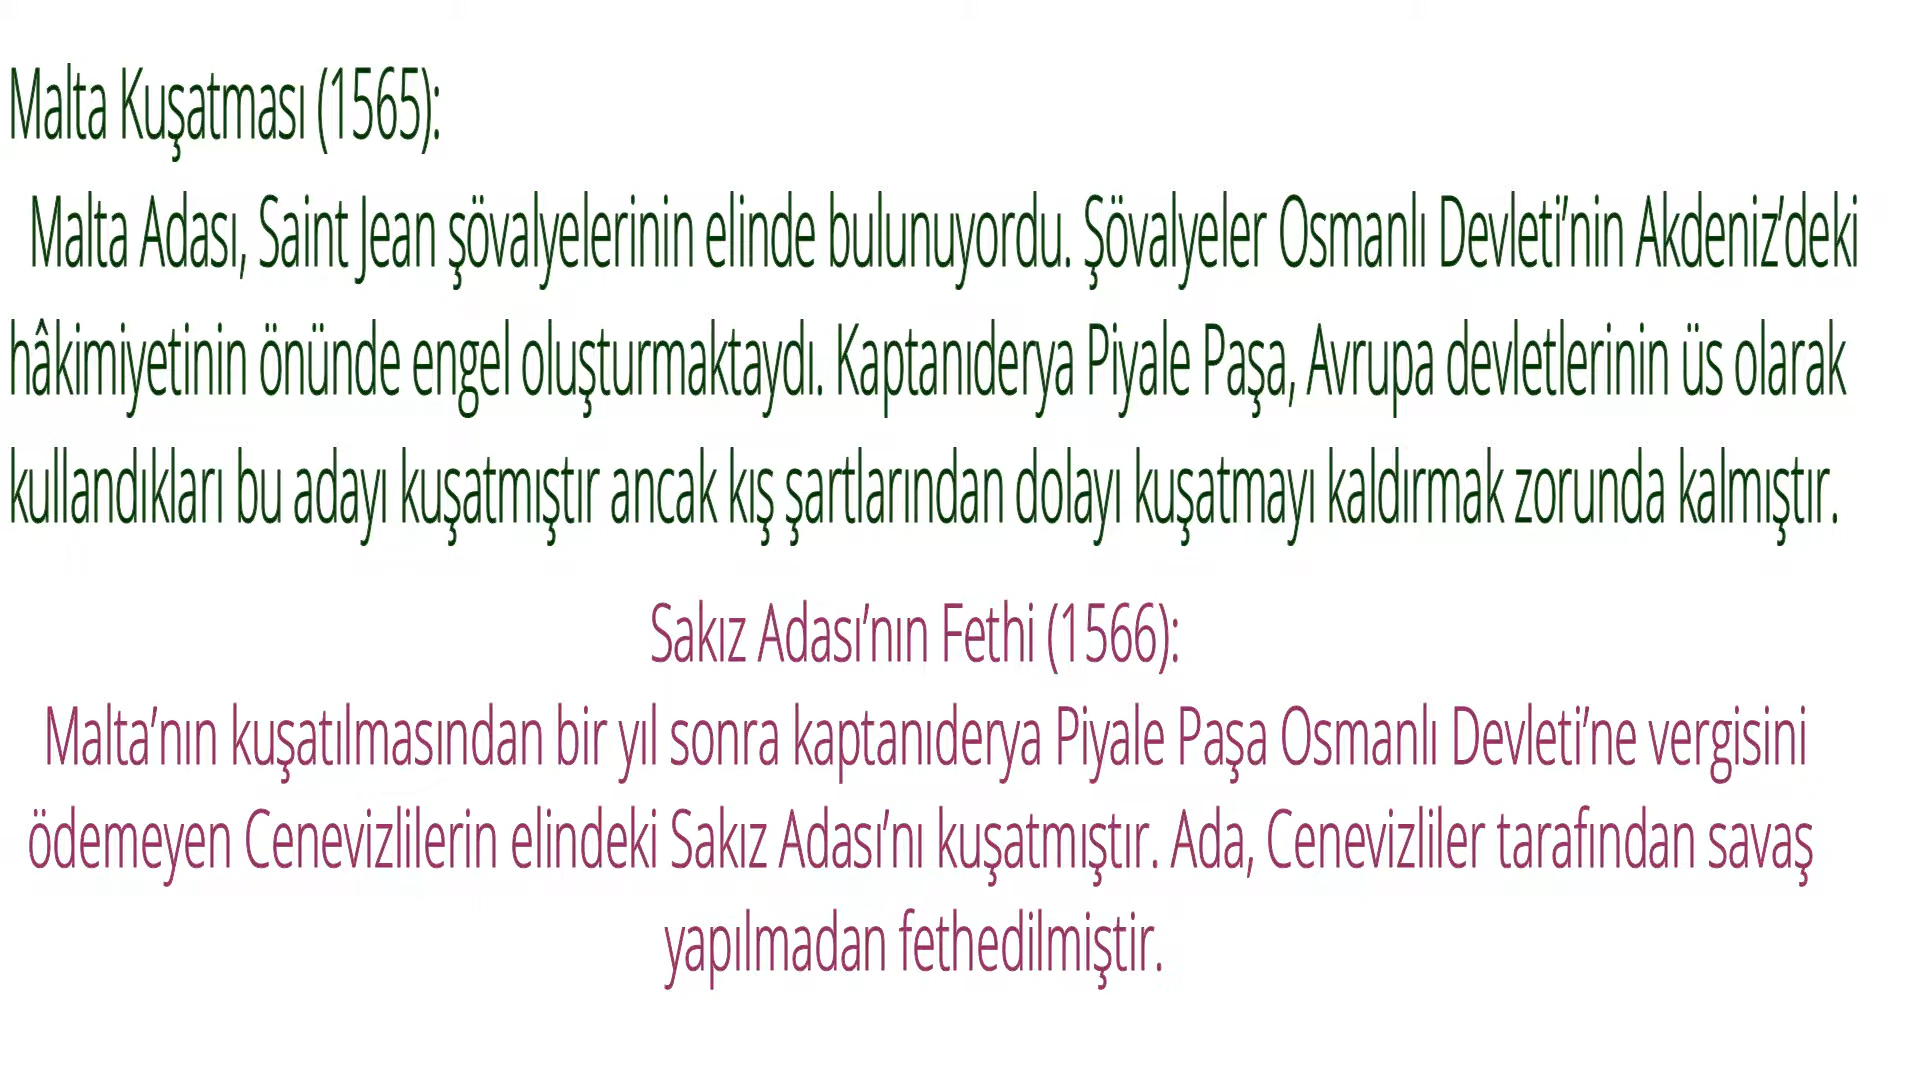 Malta Kuşatması (1565):
Malta Adası, Saint Jean şövalyelerinin elinde bulunuyordu. Şövalyeler Osmanlı Devleti’nin Akdeniz’deki
hâkimiyetinin önünde engel oluşturmaktaydı. Kaptanıderya Piyale Paşa, Avrupa devletlerinin üs olarak
kullandıkları bu adayı kuşatmıştır ancak kış şartlarından dolayı kuşatmayı kaldırmak zorunda kalmıştır.
Sakız Adası’nın Fethi (1566):
Malta’nın kuşatılmasından bir yıl sonra kaptanıderya Piyale Paşa Osmanlı Devleti’ne vergisini
ödemeyen Cenevizlilerin elindeki Sakız Adası’nı kuşatmıştır. Ada, Cenevizliler tarafından savaş
yapılmadan fethedilmiştir.